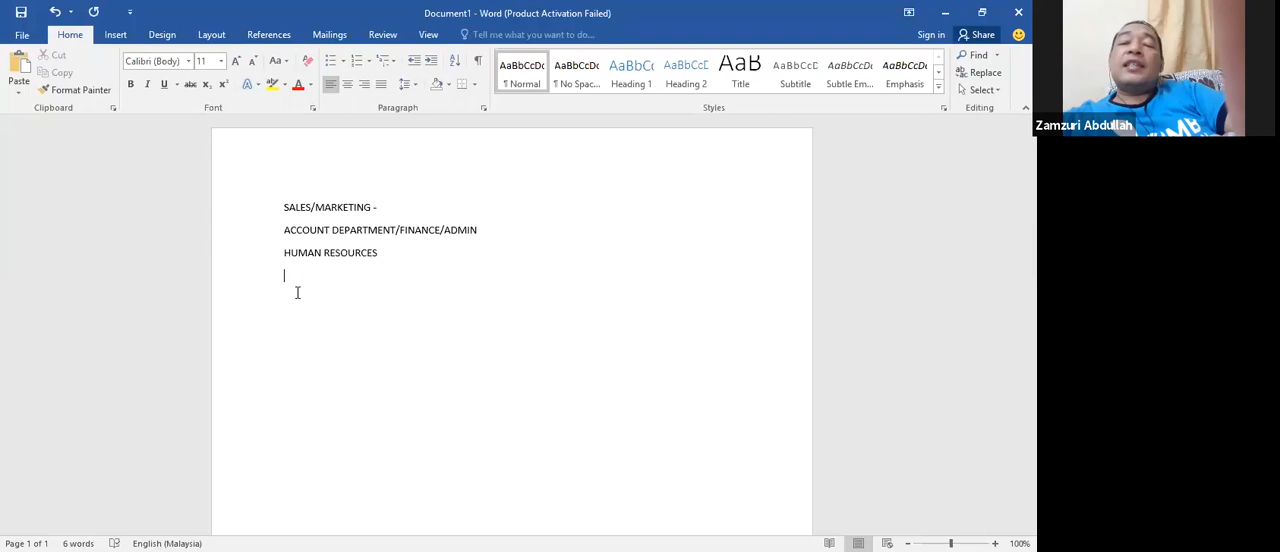 Document1 - Word (Product Activation Failed)
File Home Insert Design Layout References Mailings Review View Tell me what you want to do... Sign in Share
Paste
Cut
Copy
Format Painter
Clipboard
Calibri (Body) 11
Font
Paragraph
AaBbCcDc AaBbCcDc AaBbCc AaBbCcD AaB AaBbCcD AaBbCcDc AaBbCcDc
¶ Normal ¶ No Spac... Heading 1 Heading 2 Title Subtitle Subtle Em... Emphasis
Styles
Find
Replace
Select
Editing
Zamzuri Abdullah
SALES/MARKETING -
ACCOUNT DEPARTMENT/FINANCE/ADMIN
HUMAN RESOURCES
Page 1 of 1 6 words English (Malaysia) 100%